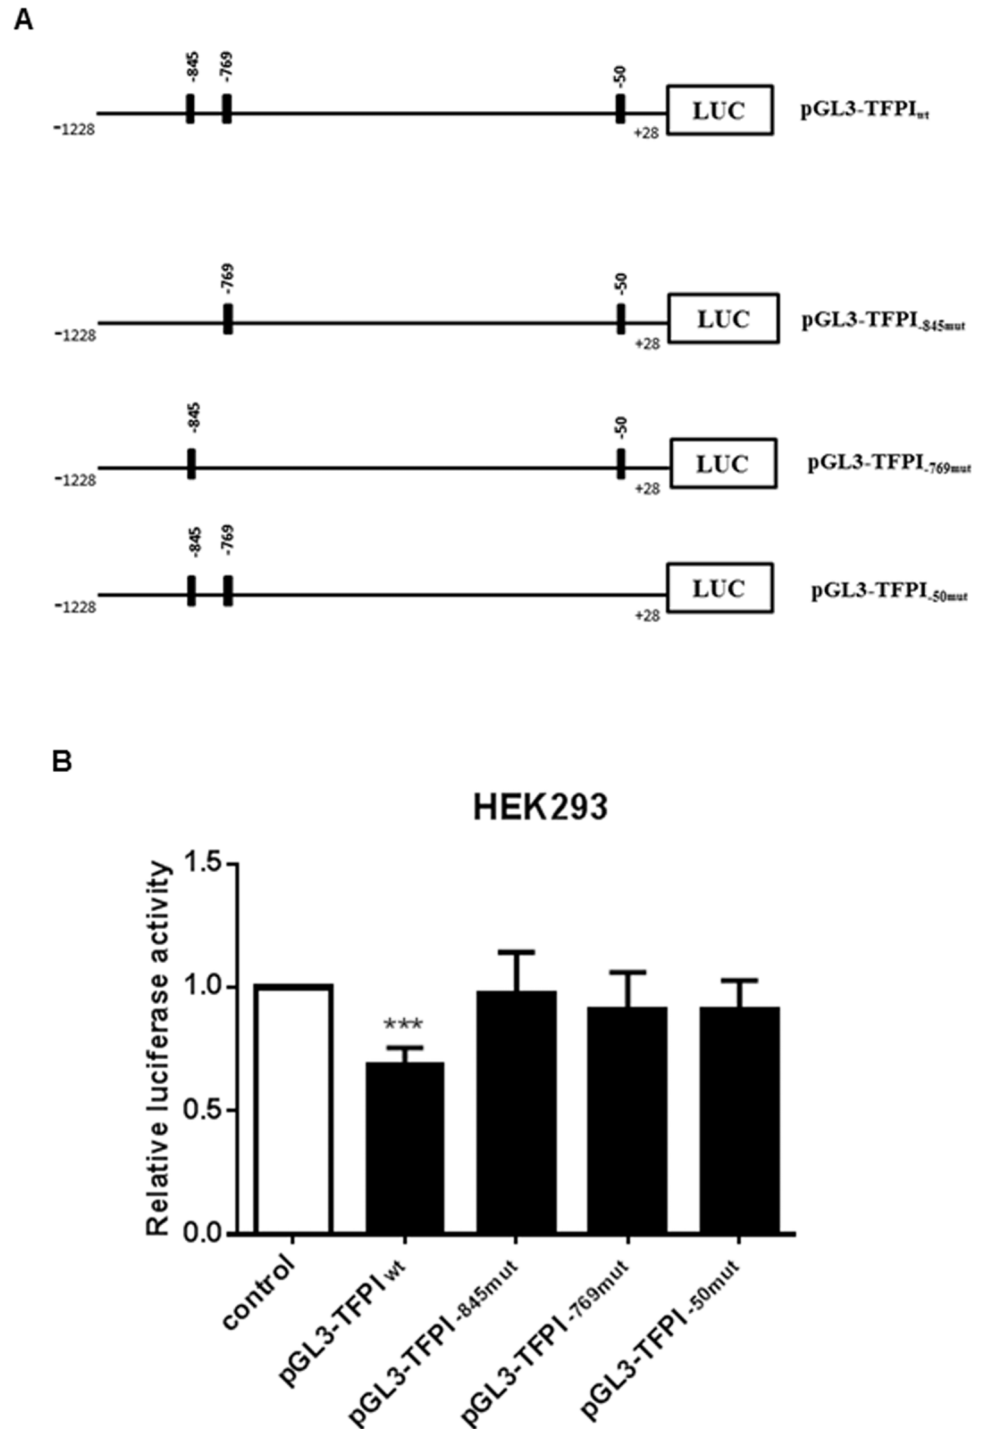 A
-845
-769
-50
-1228
+28
LUC
pGL3-TFPIwt
-769
-50
-1228
+28
LUC
pGL3-TFPI-845mut
-845
-50
-1228
+28
LUC
pGL3-TFPI-769mut
-845
-769
-1228
+28
LUC
pGL3-TFPI-50mut
B
HEK293
Relative luciferase activity
1.5
1.0
0.5
0.0
***
control
pGL3-TFPI wt
pGL3-TFPI -845mut
pGL3-TFPI -769mut
pGL3-TFPI -50mut